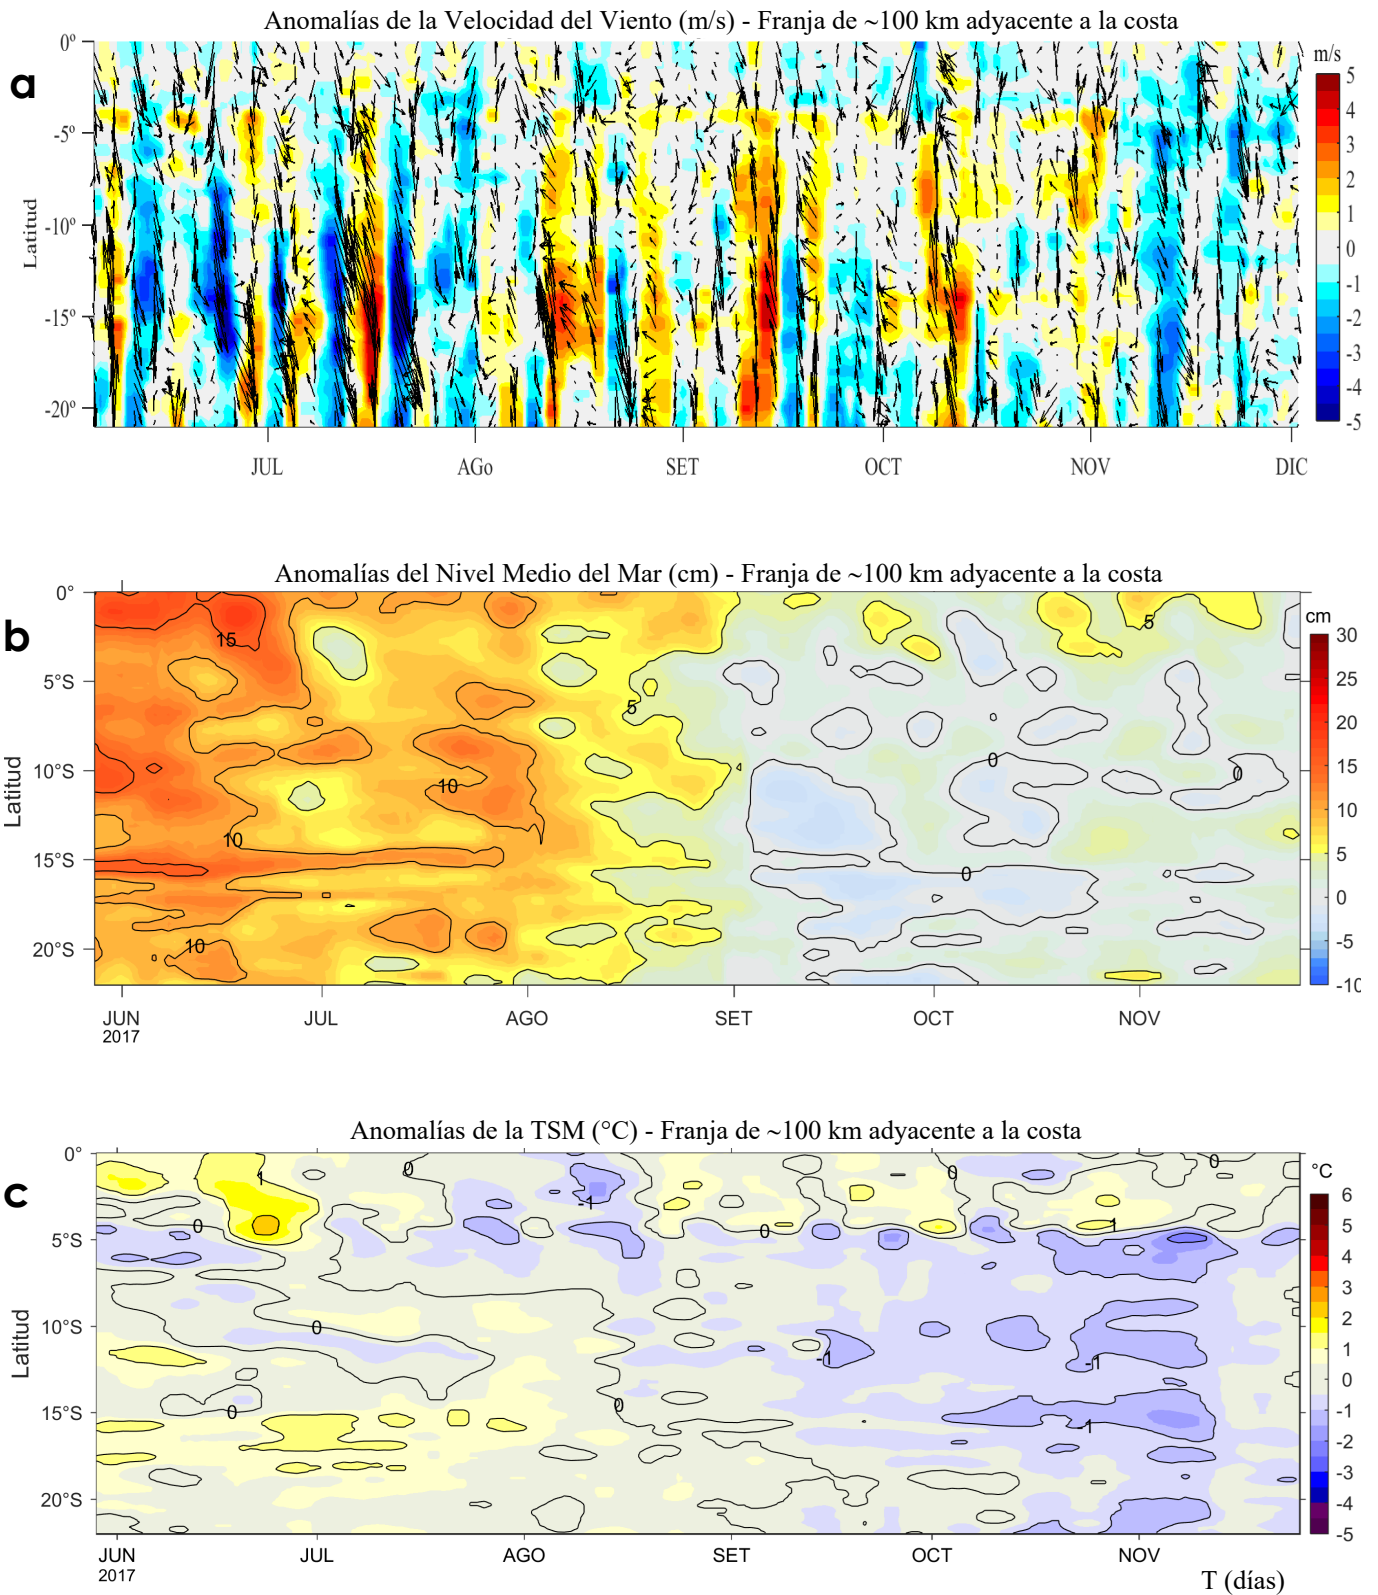 Anomalías de la Velocidad del Viento (m/s) - Franja de ~100 km adyacente a la costa
a
m/s
0º
-5º
-10º
-15º
-20º
Latitud
5
4
3
2
1
0
-1
-2
-3
-4
-5
JUL
AGo
SET
OCT
NOV
DIC
Anomalías del Nivel Medio del Mar (cm) - Franja de ~100 km adyacente a la costa
b
cm
0°
5°S
10°S
15°S
20°S
Latitud
15
10
10
10
5
5
0
0
0
30
25
20
15
10
5
0
-5
-10
JUN
2017
JUL
AGO
SET
OCT
NOV
Anomalías de la TSM (°C) - Franja de ~100 km adyacente a la costa
c
°C
0°
5°S
10°S
15°S
20°S
Latitud
1
0
0
0
0
-1
0
0
-1
0
1
0
-1
-1
6
5
4
3
2
1
0
-1
-2
-3
-4
-5
JUN
2017
JUL
AGO
SET
OCT
NOV
T (días)